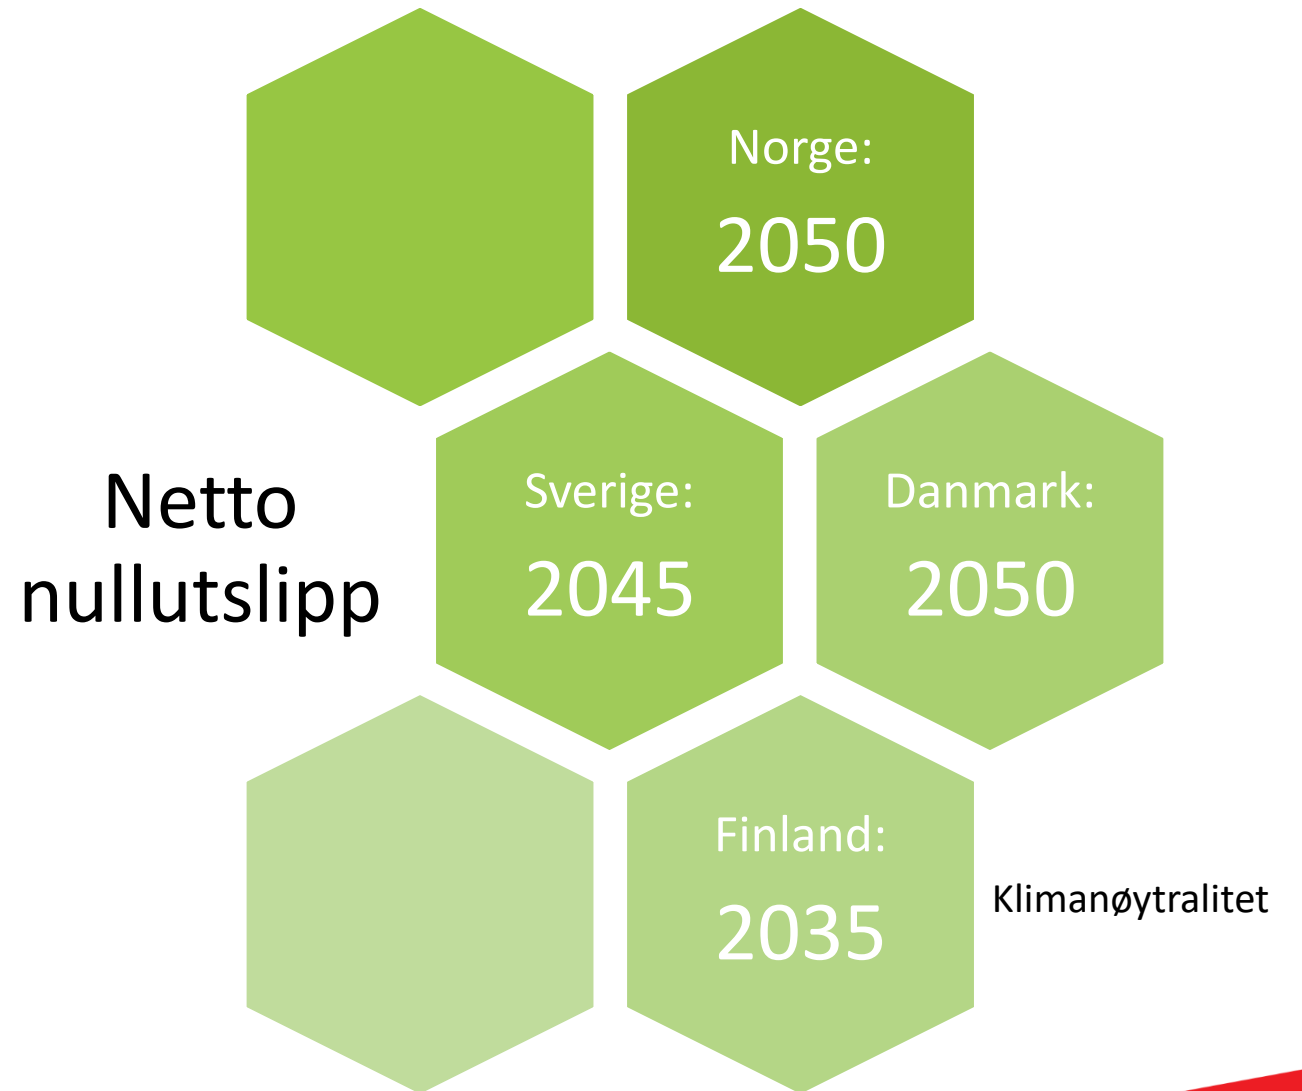 Norge:
2050
Netto
nullutslipp
Sverige:
2045
Danmark:
2050
Finland:
2035
Klimanøytralitet